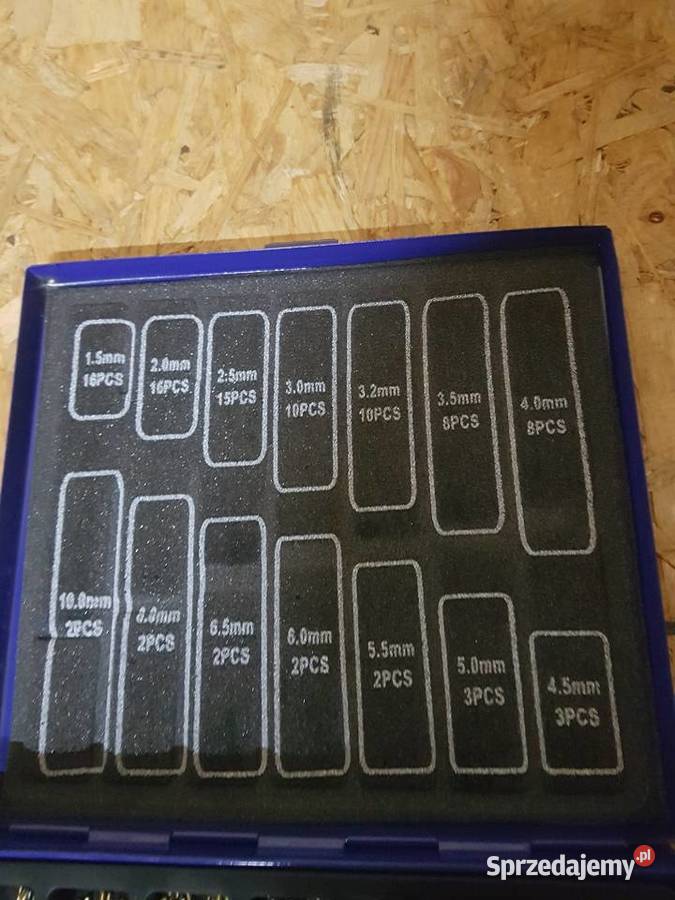 1.5mm
16PCS
2.0mm
16PCS
2.5mm
15PCS
3.0mm
10PCS
3.2mm
10PCS
3.5mm
8PCS
4.0mm
8PCS
10.0mm
2PCS
8.0mm
2PCS
6.5mm
2PCS
6.0mm
2PCS
5.5mm
2PCS
5.0mm
3PCS
4.5mm
3PCS
Sprzedajemy.pl